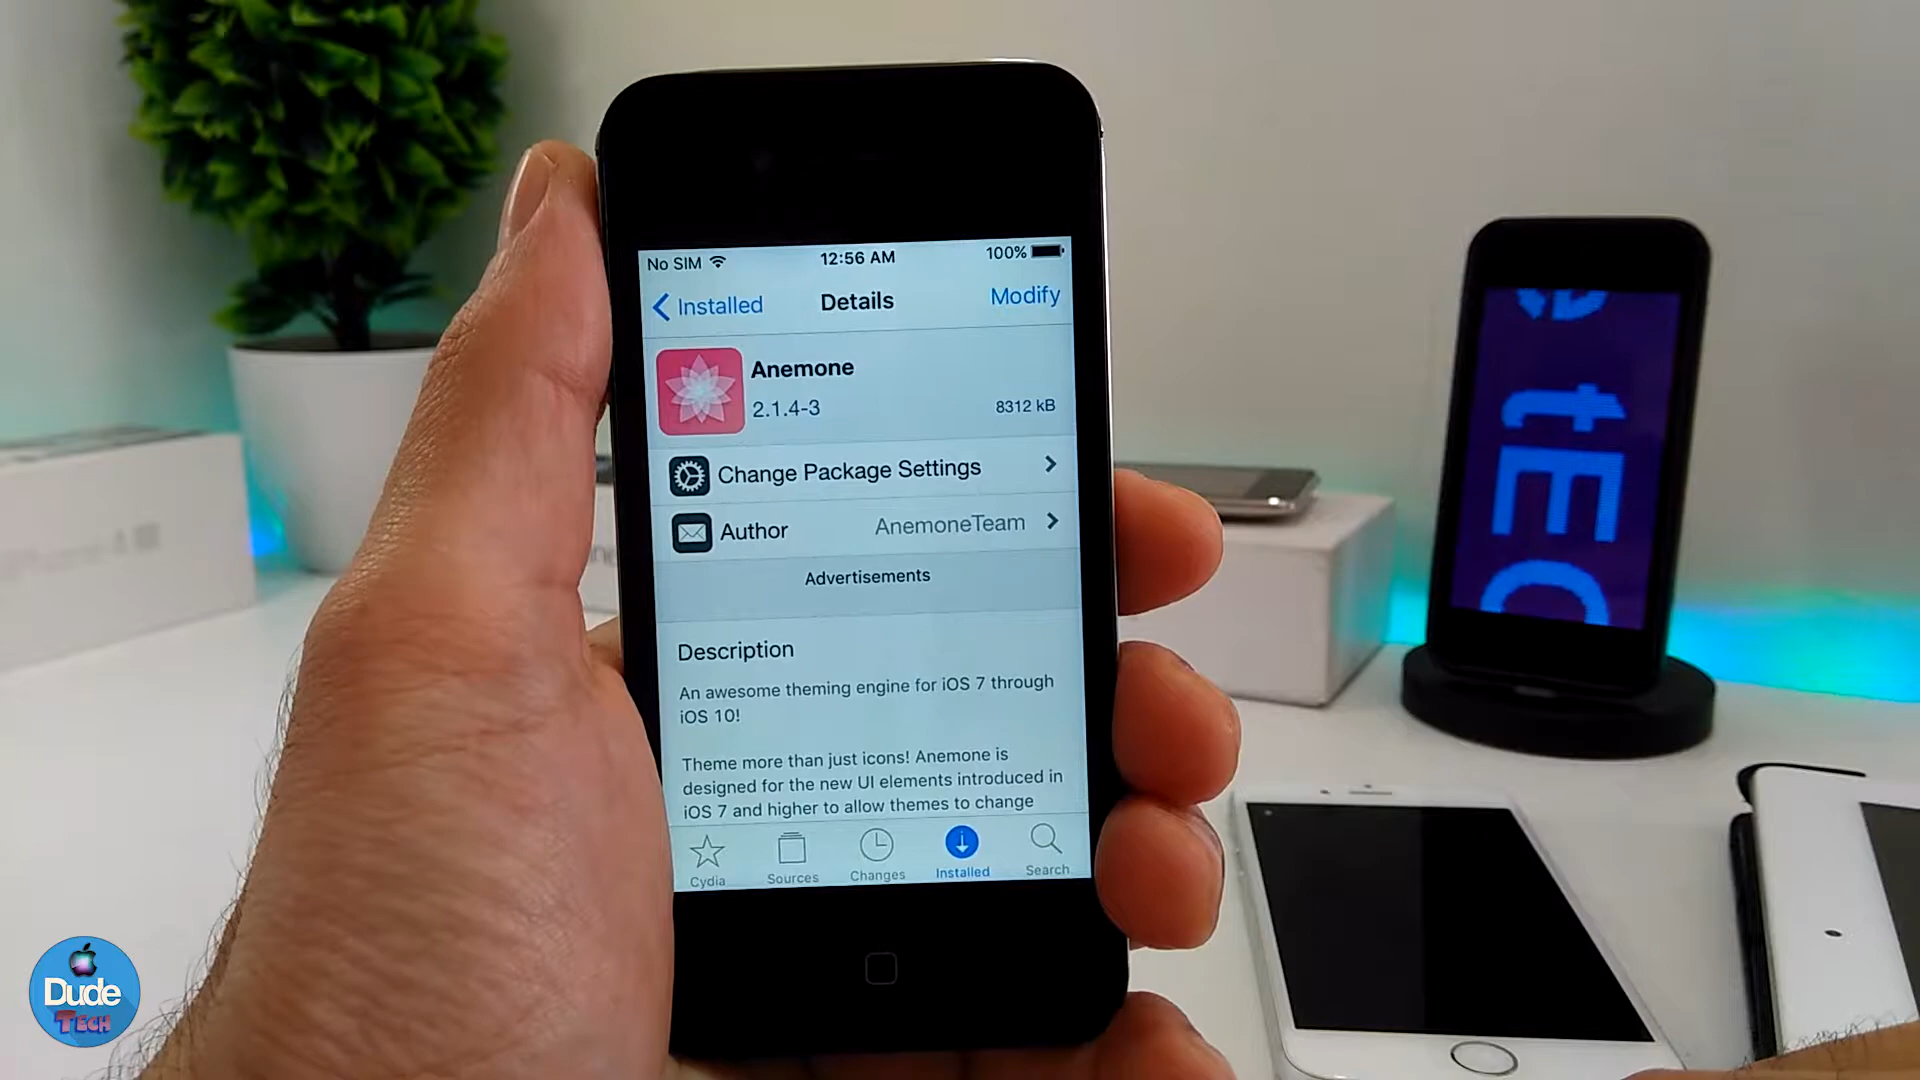 No SIM 12:56 AM 100%
Installed Details Modify
Anemone
2.1.4-3 8312 kB
Change Package Settings
Author AnemoneTeam
Advertisements
Description
An awesome theming engine for iOS 7 through
iOS 10!
Theme more than just icons! Anemone is
designed for the new UI elements introduced in
iOS 7 and higher to allow themes to change
Cydia Sources Changes Installed Search
e tEC
Dude
TECH